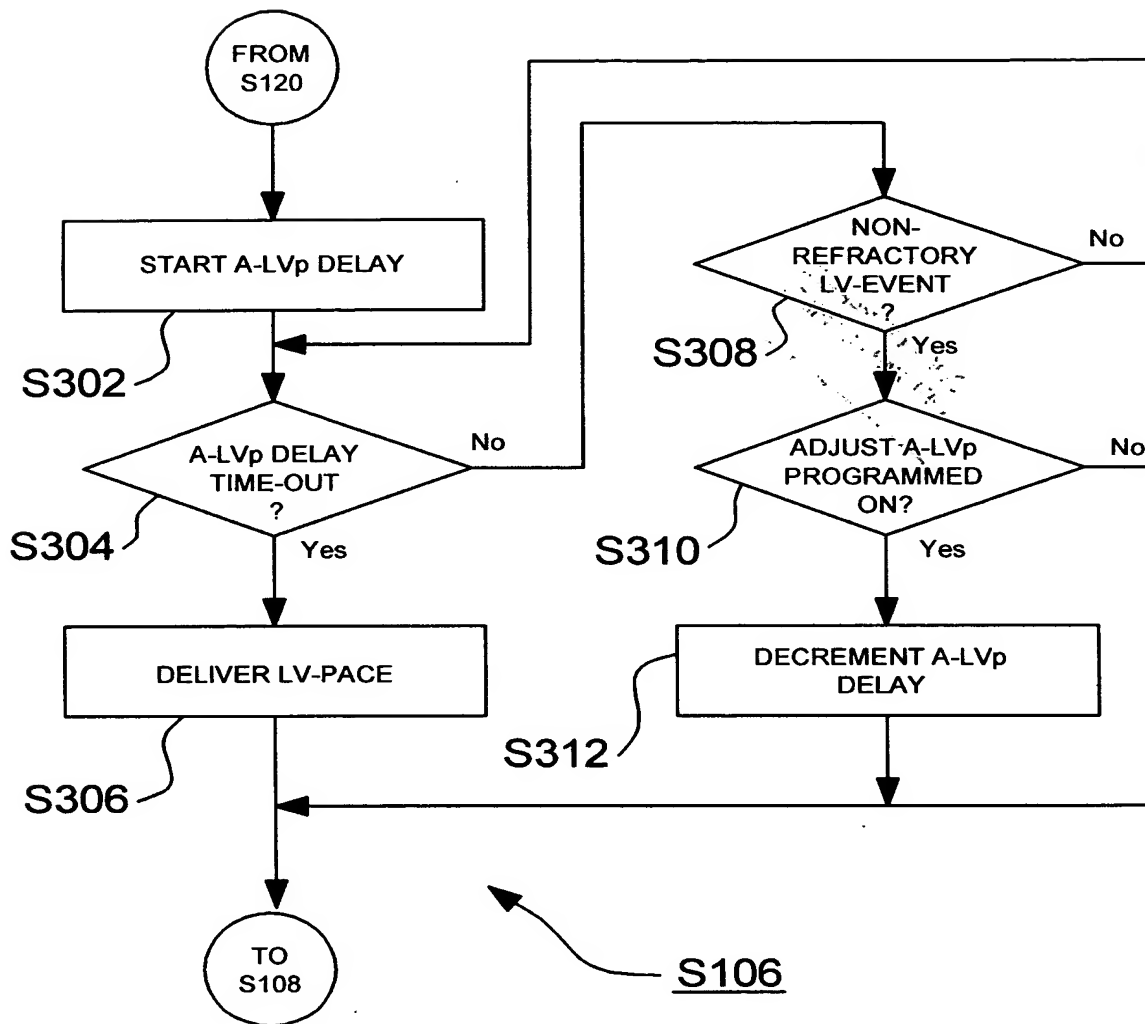 FROM
S120
START A-LVp DELAY
S302
A-LVp DELAY
TIME-OUT
?
No
S304
Yes
DELIVER LV-PACE
S306
TO
S108
NON-
REFRACTORY
LV-EVENT
?
No
S308
Yes
ADJUST A-LVp
PROGRAMMED
ON?
No
S310
Yes
DECREMENT A-LVp
DELAY
S312
S106